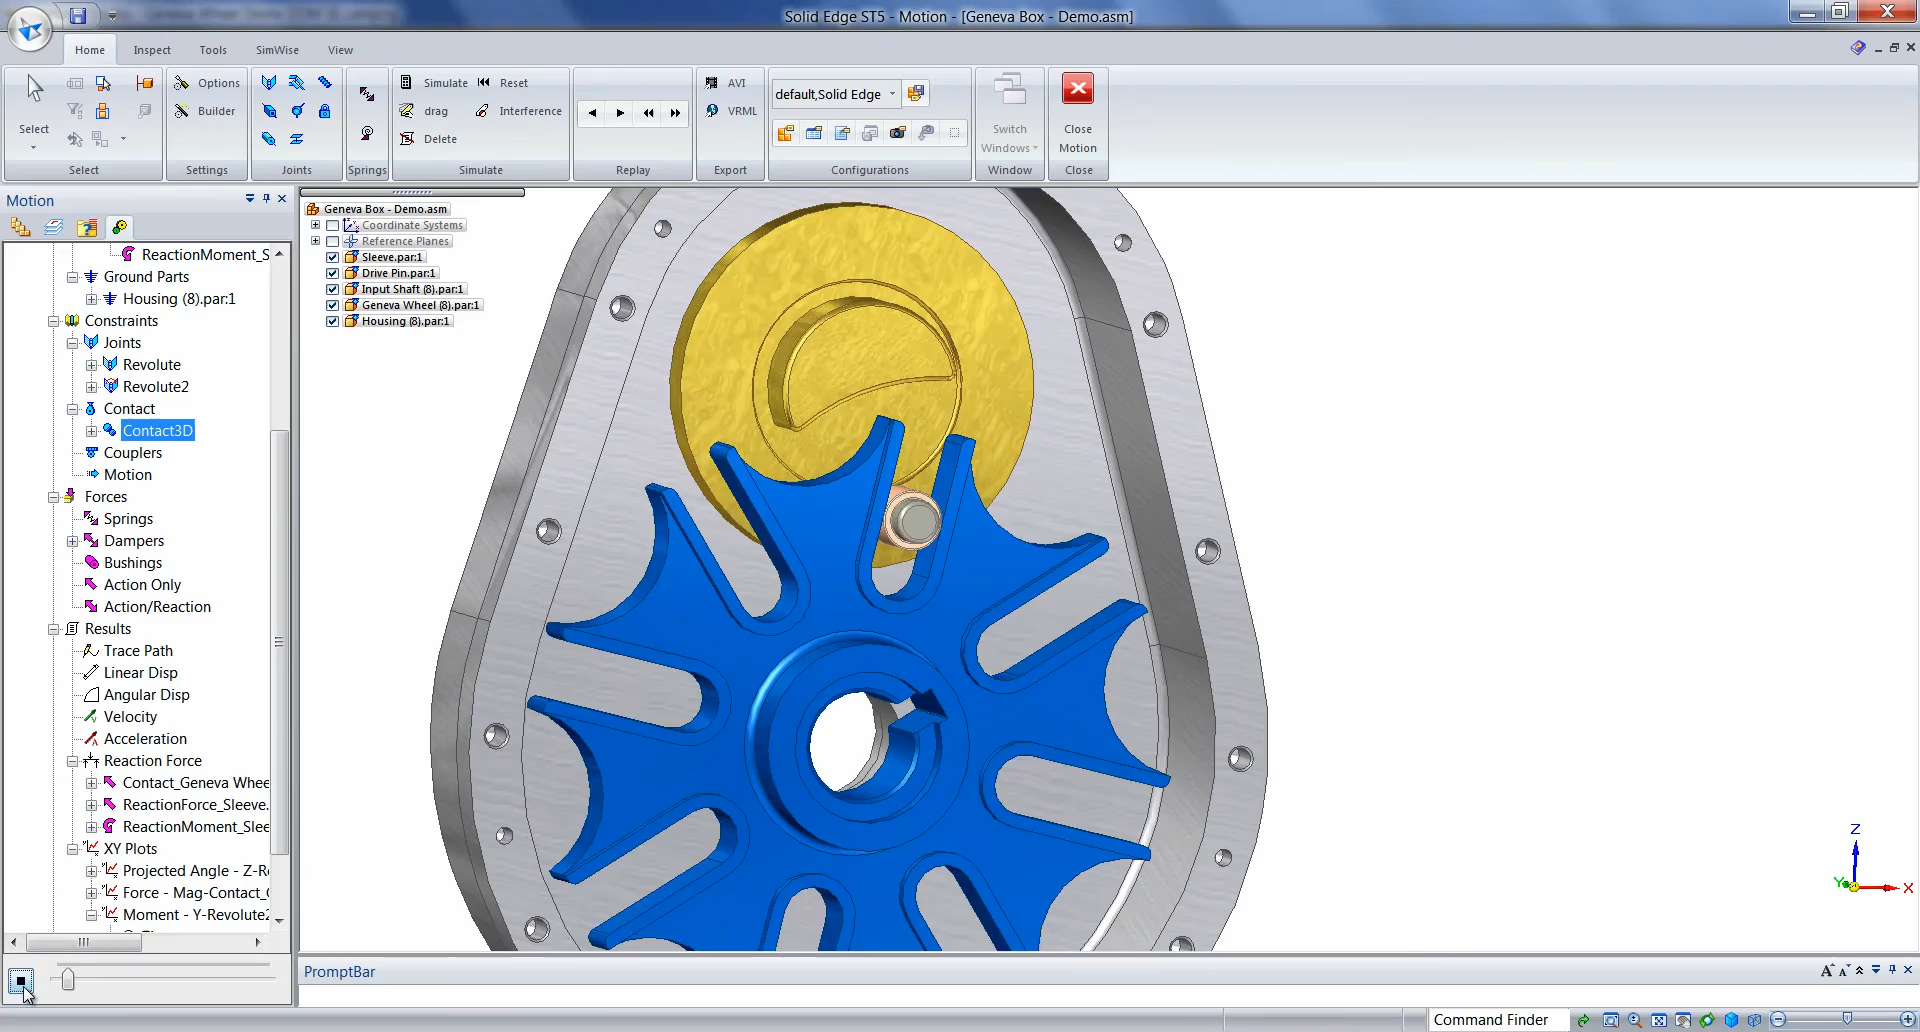 Solid Edge ST5 - Motion - [Geneva Box - Demo.asm]
Home
Inspect
Tools
SimWise
View
Select
Select
Options
Builder
Settings
Joints
Springs
Simulate
Reset
drag
Interference
Delete
Simulate
Replay
AVI
VRML
Export
default,Solid Edge
Configurations
Switch
Windows
Window
Close
Motion
Close
Motion
ReactionMoment_S
Ground Parts
Housing (8).par:1
Constraints
Joints
Revolute
Revolute2
Contact
Contact3D
Couplers
Motion
Forces
Springs
Dampers
Bushings
Action Only
Action/Reaction
Results
Trace Path
Linear Disp
Angular Disp
Velocity
Acceleration
Reaction Force
Contact_Geneva Whee
ReactionForce_Sleeve.
ReactionMoment_Slee
XY Plots
Projected Angle - Z-R
Force - Mag-Contact_
Moment - Y-Revolute2
Geneva Box - Demo.asm
Coordinate Systems
Reference Planes
Sleeve.par:1
Drive Pin.par:1
Input Shaft (8).par:1
Geneva Wheel (8).par:1
Housing (8).par:1
Z
Y
X
PromptBar
Command Finder